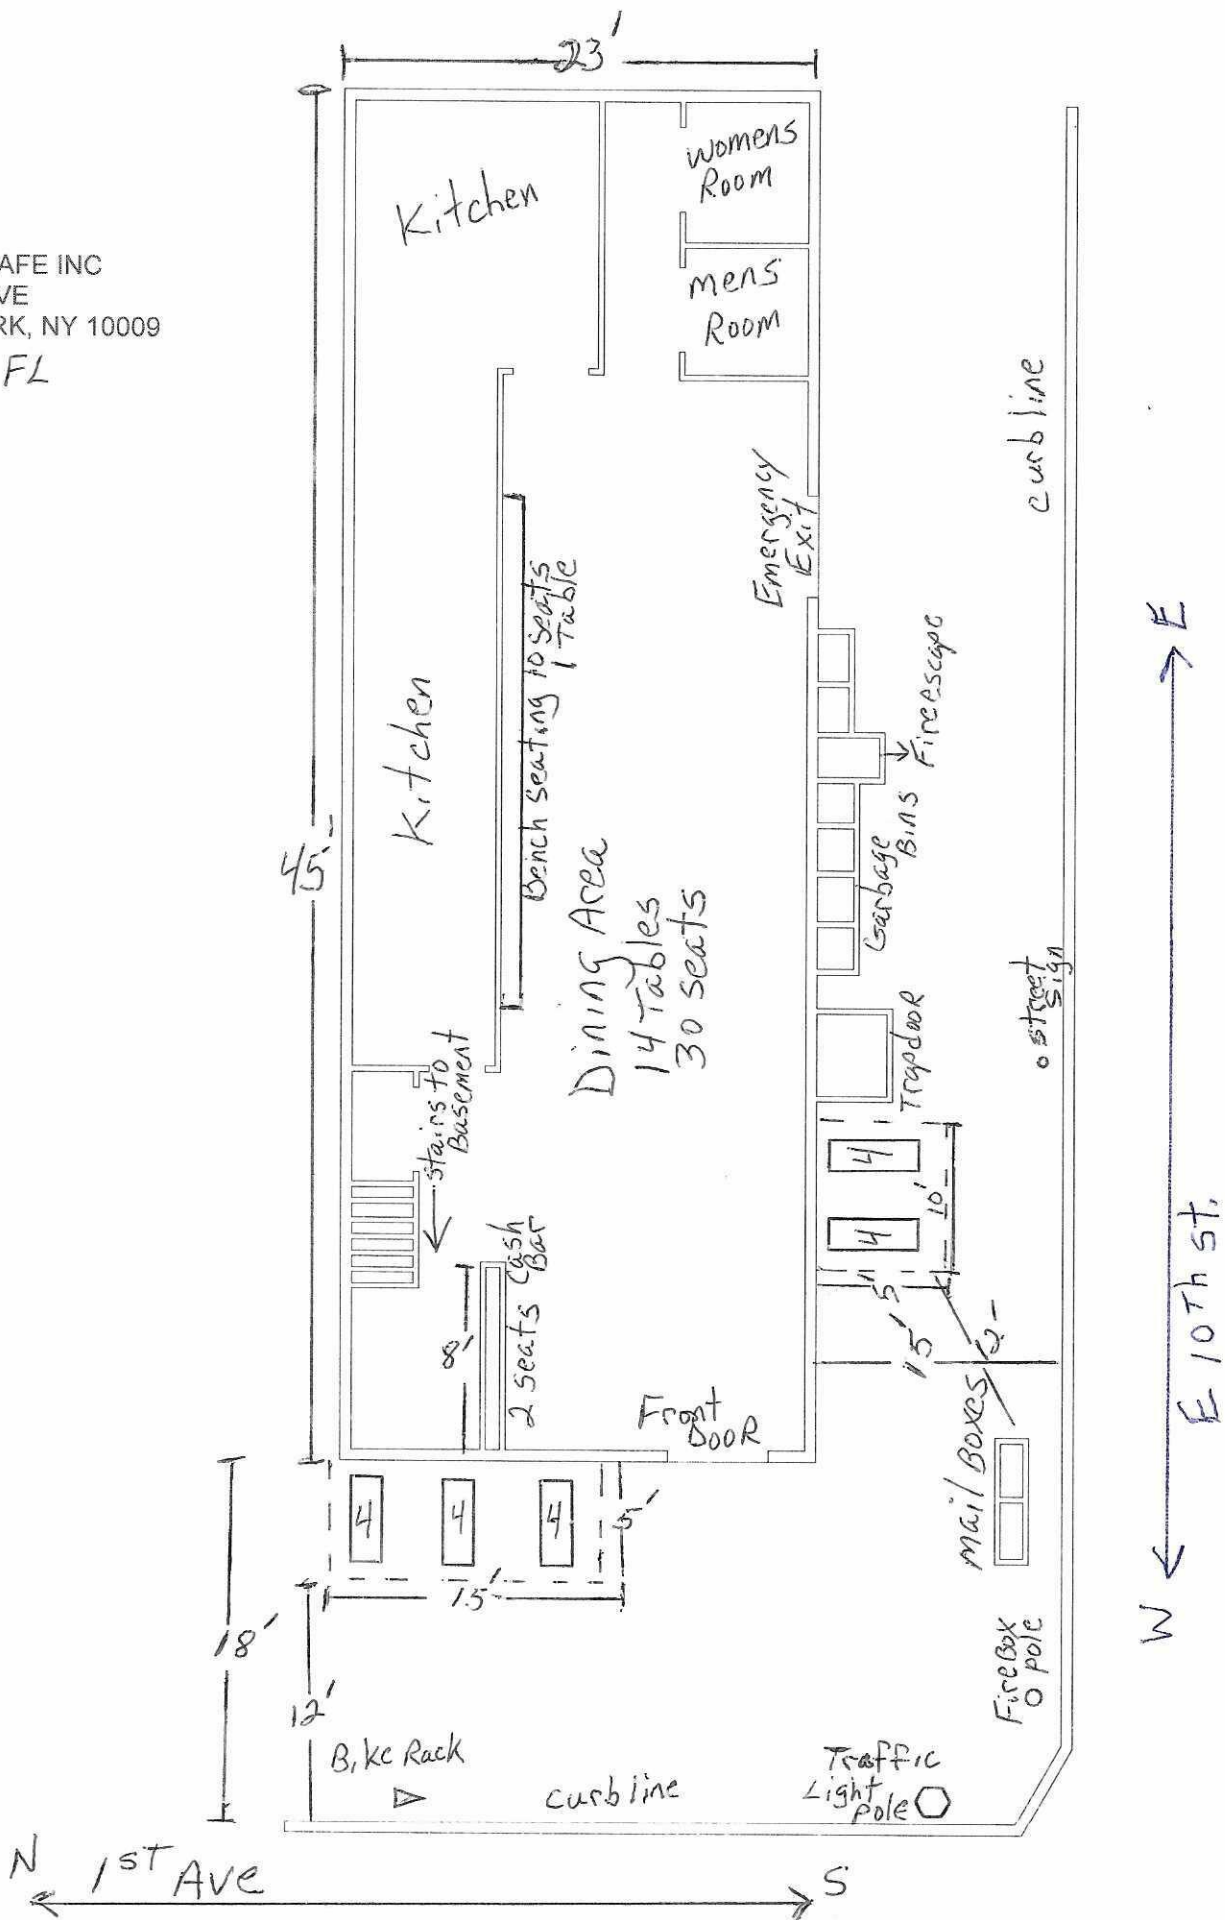 23'
AFE INC
VE
RK, NY 10009
FL
Kitchen
womens
Room
mens
Room
curbline
Emergency
Exit
Bench Seating 10 seats
1 Table
Kitchen
Firescape
Garbage
Bins
45'
Dining Area
14 Tables
30 seats
street
sign
Trapdoor
stairs to
Basement
4
4
10'
5'
Cash
Bar
2 seats
8'
15'
12'
Front
DOOR
Mail Boxes
E
E 10Th St.
W
4
4
4
5'
15'
18'
12'
FireBox
pole
Bike Rack
curbline
Traffic
Light
pole
N
1ST Ave
S